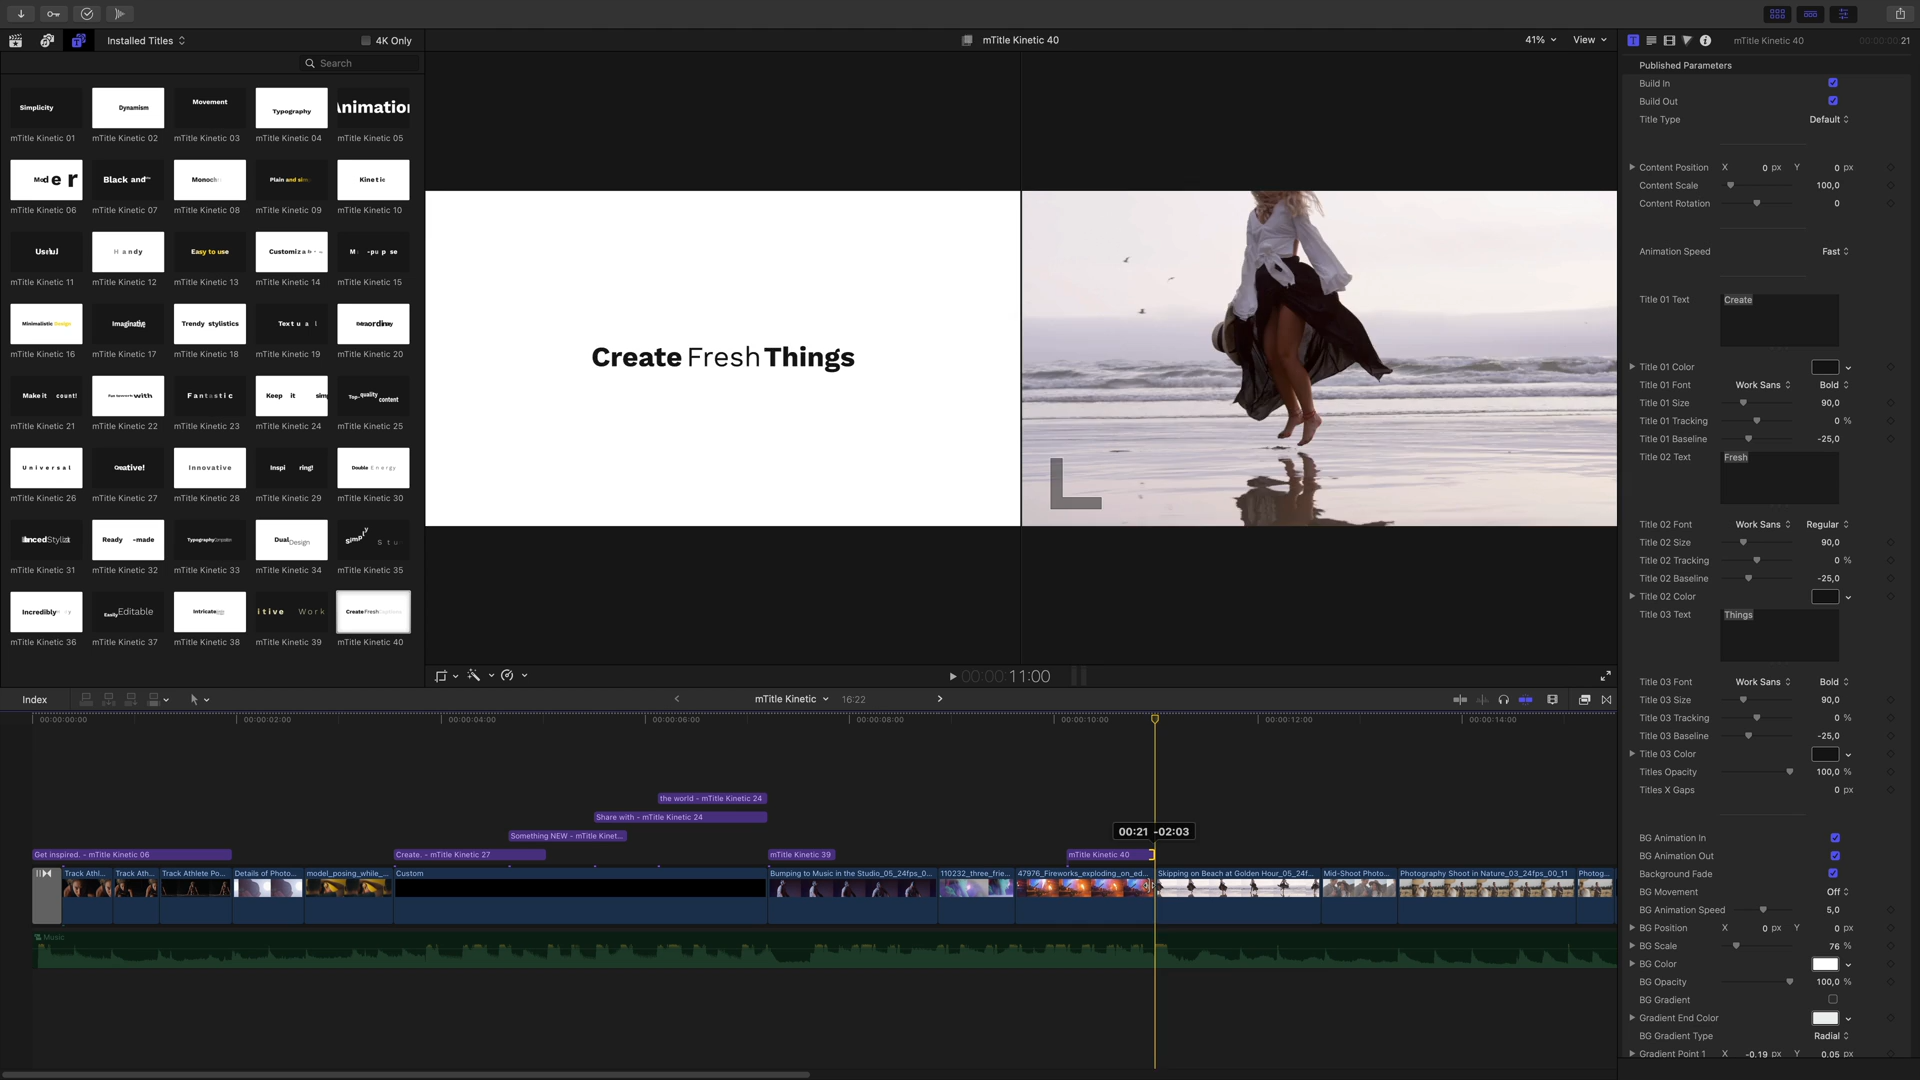 Installed Titles
4K Only
Search
Simplicity
Dynamism
Movement
Typography
mTitle Kinetic 01
mTitle Kinetic 02
mTitle Kinetic 03
mTitle Kinetic 04
mTitle Kinetic 05
Black and
Monoch
Plain and sim
Kinetic
mTitle Kinetic 06
mTitle Kinetic 07
mTitle Kinetic 08
mTitle Kinetic 09
mTitle Kinetic 10
Handy
Easy to use
mTitle Kinetic 11
mTitle Kinetic 12
mTitle Kinetic 13
mTitle Kinetic 14
mTitle Kinetic 15
Minimalistic Design
Trendy stylistics
Textual
mTitle Kinetic 16
mTitle Kinetic 17
mTitle Kinetic 18
mTitle Kinetic 19
mTitle Kinetic 20
Make it count!
Fantastic
Keep it
Top-quality content
mTitle Kinetic 21
mTitle Kinetic 22
mTitle Kinetic 23
mTitle Kinetic 24
mTitle Kinetic 25
Universal
Creative!
Innovative
Inspi ring!
Double Energy
mTitle Kinetic 26
mTitle Kinetic 27
mTitle Kinetic 28
mTitle Kinetic 29
mTitle Kinetic 30
Ready -made
Dual Design
Simply
mTitle Kinetic 31
mTitle Kinetic 32
mTitle Kinetic 33
mTitle Kinetic 34
mTitle Kinetic 35
Incredibly
Easily Editable
Intricate
itive Work
Create Fresh
mTitle Kinetic 36
mTitle Kinetic 37
mTitle Kinetic 38
mTitle Kinetic 39
mTitle Kinetic 40
mTitle Kinetic 40
41%
View
Create Fresh Things
00:00:11:00
mTitle Kinetic 40
00:00:00:21
Published Parameters
Build In
Build Out
Title Type Default
Content Position X 0 px Y 0 px
Content Scale 100,0
Content Rotation 0
Animation Speed Fast
Title 01 Text Create
Title 01 Color
Title 01 Font Work Sans Bold
Title 01 Size 90,0
Title 01 Tracking 0 %
Title 01 Baseline -25,0
Title 02 Text Fresh
Title 02 Font Work Sans Regular
Title 02 Size 90,0
Title 02 Tracking 0 %
Title 02 Baseline -25,0
Title 02 Color
Title 03 Text Things
Title 03 Font Work Sans Bold
Title 03 Size 90,0
Title 03 Tracking 0 %
Title 03 Baseline -25,0
Title 03 Color
Titles Opacity 100,0 %
Titles X Gaps 0 px
BG Animation In
BG Animation Out
Background Fade
BG Movement Off
BG Animation Speed 5,0
BG Position X 0 px Y 0 px
BG Scale 76 %
BG Color
BG Opacity 100,0 %
BG Gradient
Gradient End Color
BG Gradient Type Radial
Gradient Point 1 X -0,19 px Y 0,05 px
Index
mTitle Kinetic
16:22
00:00:00:00
00:00:02:00
00:00:04:00
00:00:06:00
00:00:08:00
00:00:10:00
00:00:12:00
00:00:14:00
the world - mTitle Kinetic 24
Share with - mTitle Kinetic 24
Something NEW - mTitle Kinet...
00:21 -02:03
Get inspired. - mTitle Kinetic 06
Create. - mTitle Kinetic 27
mTitle Kinetic 39
mTitle Kinetic 40
Track Athl...
Track Ath...
Track Athlete Po...
Details of Photo...
model_posing_while_...
Custom
Bumping to Music in the Studio_05_24fps_0...
110232_three_frie...
47976_Fireworks_exploding_on_ed...
Skipping on Beach at Golden Hour_05_24f...
Mid-Shot Photo...
Photography Shoot in Nature_03_24fps_00_11
Photog...
Music